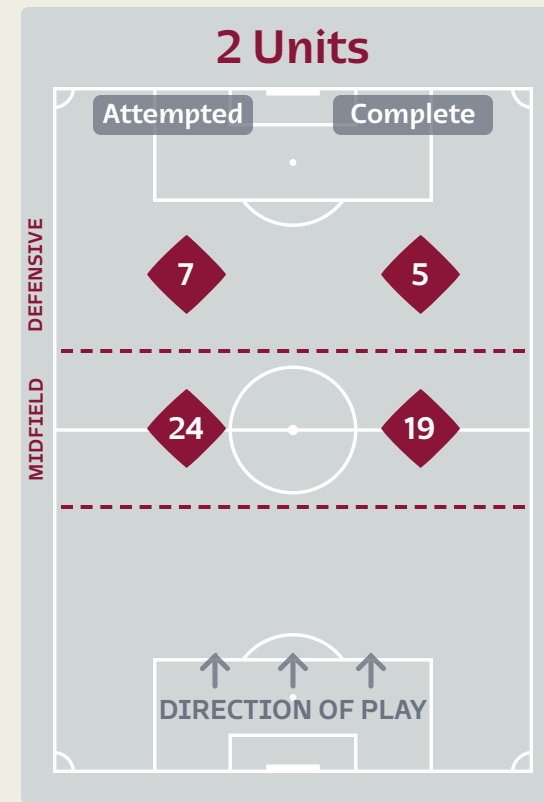 2 Units
Attempted Complete
DEFENSIVE
7 5
MIDFIELD
24 19
DIRECTION OF PLAY